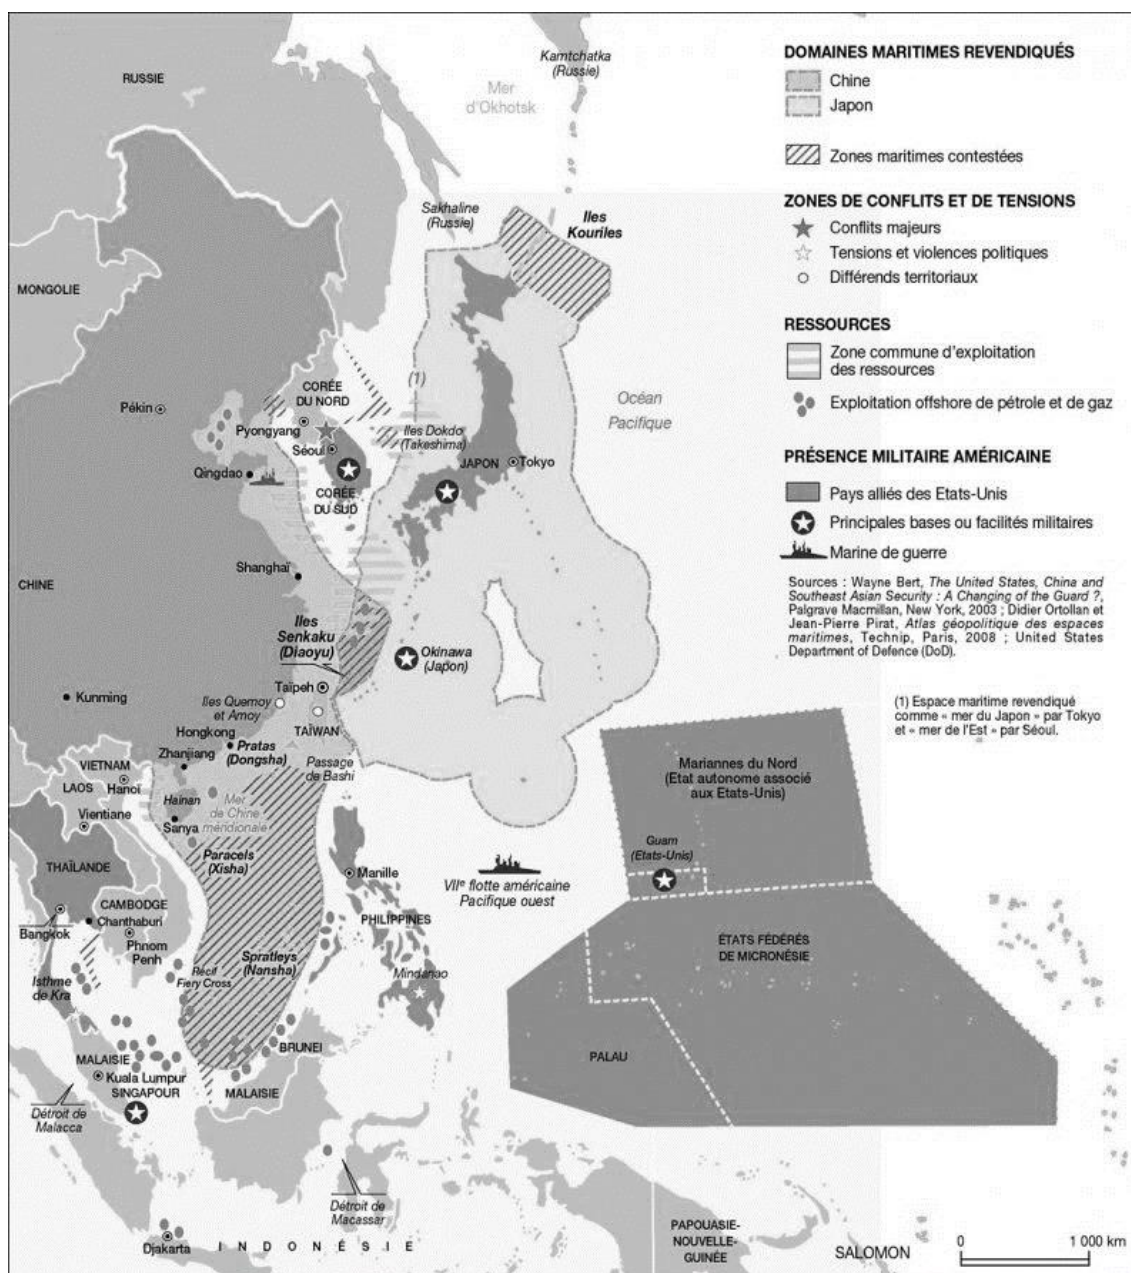 RUSSIE
Kamtchatka
(Russie)
Mer
d'Okhotsk
Sakhaline
(Russie)
Iles
Kouriles
MONGOLIE
(1)
CORÉE
DU NORD
Pékin
Pyongyang
Iles Dokdo
(Takeshima)
Séoul
JAPON
Tokyo
Qingdao
CORÉE
DU SUD
Océan
Pacifique
Shanghaï
CHINE
Iles
Senkaku
(Diaoyu)
Okinawa
(Japon)
Taïpeh
Kunming
Iles Quemoy
et Amoy
TAÏWAN
Hongkong
Pratas
(Dongsha)
Passage
de Bashi
Zhanjiang
VIETNAM
LAOS
Hanoï
Hainan
Mer
de Chine
méridionale
Vientiane
Sanya
Paracels
(Xisha)
THAÏLANDE
Manille
CAMBODGE
Chanthaburi
Bangkok
Phnom
Penh
PHILIPPINES
VIIe flotte américaine
Pacifique ouest
Isthme
de Kra
Récif
Fiery Cross
Spratleys
(Nansha)
Mindanao
BRUNEI
MALAISIE
Kuala Lumpur
SINGAPOUR
MALAISIE
Détroit de
Malacca
Détroit de
Macassar
Djakarta
INDONÉSIE
Mariannes du Nord
(Etat autonome associé
aux Etats-Unis)
Guam
(Etats-Unis)
ÉTATS FÉDÉRÉS
DE MICRONÉSIE
PALAU
PAPOUASIE-
NOUVELLE-
GUINÉE
SALOMON
0 1 000 km
DOMAINES MARITIMES REVENDIQUÉS
Chine
Japon
Zones maritimes contestées
ZONES DE CONFLITS ET DE TENSIONS
Conflits majeurs
Tensions et violences politiques
Différends territoriaux
RESSOURCES
Zone commune d'exploitation
des ressources
Exploitation offshore de pétrole et de gaz
PRÉSENCE MILITAIRE AMÉRICAINE
Pays alliés des Etats-Unis
Principales bases ou facilités militaires
Marine de guerre
Sources : Wayne Bert, The United States, China and
Southeast Asian Security : A Changing of the Guard ?,
Palgrave Macmillan, New York, 2003 ; Didier Ortollan et
Jean-Pierre Pirat, Atlas géopolitique des espaces
maritimes, Technip, Paris, 2008 ; United States
Department of Defence (DoD).
(1) Espace maritime revendiqué
comme « mer du Japon » par Tokyo
et « mer de l'Est » par Séoul.